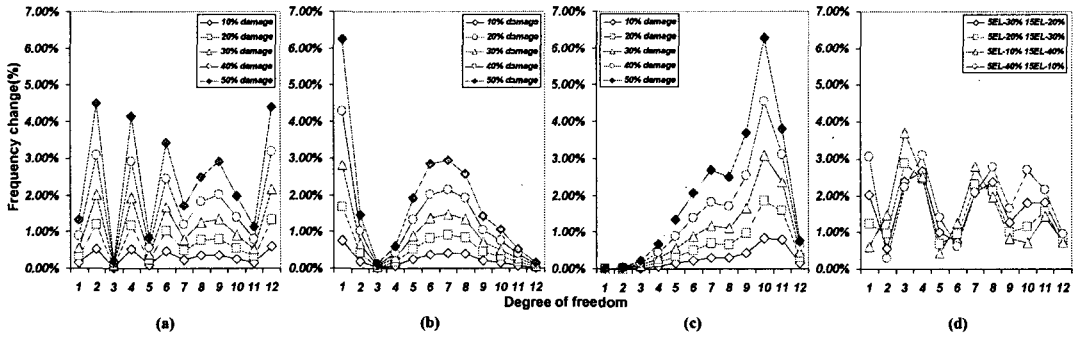 7.00% 6.00% 5.00% 4.00% 3.00% 2.00% 1.00% 0.00%
Frequency change(%)
10% damage
20% damage
30% damage
40% damage
50% damage
1 2 3 4 5 6 7 8 9 10 11 12
(a)
7.00% 6.00% 5.00% 4.00% 3.00% 2.00% 1.00% 0.00%
10% damage
20% damage
30% damage
40% damage
50% damage
1 2 3 4 5 6 7 8 9 10 11 12
(b)
Degree of freedom
7.00% 6.00% 5.00% 4.00% 3.00% 2.00% 1.00% 0.00%
10% damage
20% damage
30% damage
40% damage
50% damage
1 2 3 4 5 6 7 8 9 10 11 12
(c)
7.00% 6.00% 5.00% 4.00% 3.00% 2.00% 1.00% 0.00%
5EL-30% 15EL-20%
5EL-20% 15EL-30%
5EL-10% 15EL-40%
5EL-40% 15EL-10%
1 2 3 4 5 6 7 8 9 10 11 12
(d)